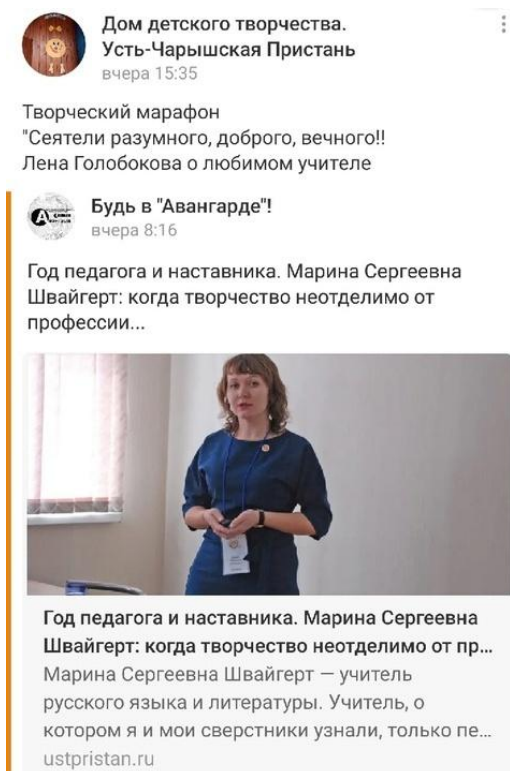 Дом детского творчества.
Усть-Чарышская Пристань
вчера 15:35
Творческий марафон
"Сеятели разумного, доброго, вечного!!
Лена Голобокова о любимом учителе
Будь в "Авангарде"!
вчера 8:16
Год педагога и наставника. Марина Сергеевна
Швайгерт: когда творчество неотделимо от
профессии...
Год педагога и наставника. Марина Сергеевна
Швайгерт: когда творчество неотделимо от пр...
Марина Сергеевна Швайгерт — учитель
русского языка и литературы. Учитель, о
котором я и мои сверстники узнали, только пе...
ustpristan.ru